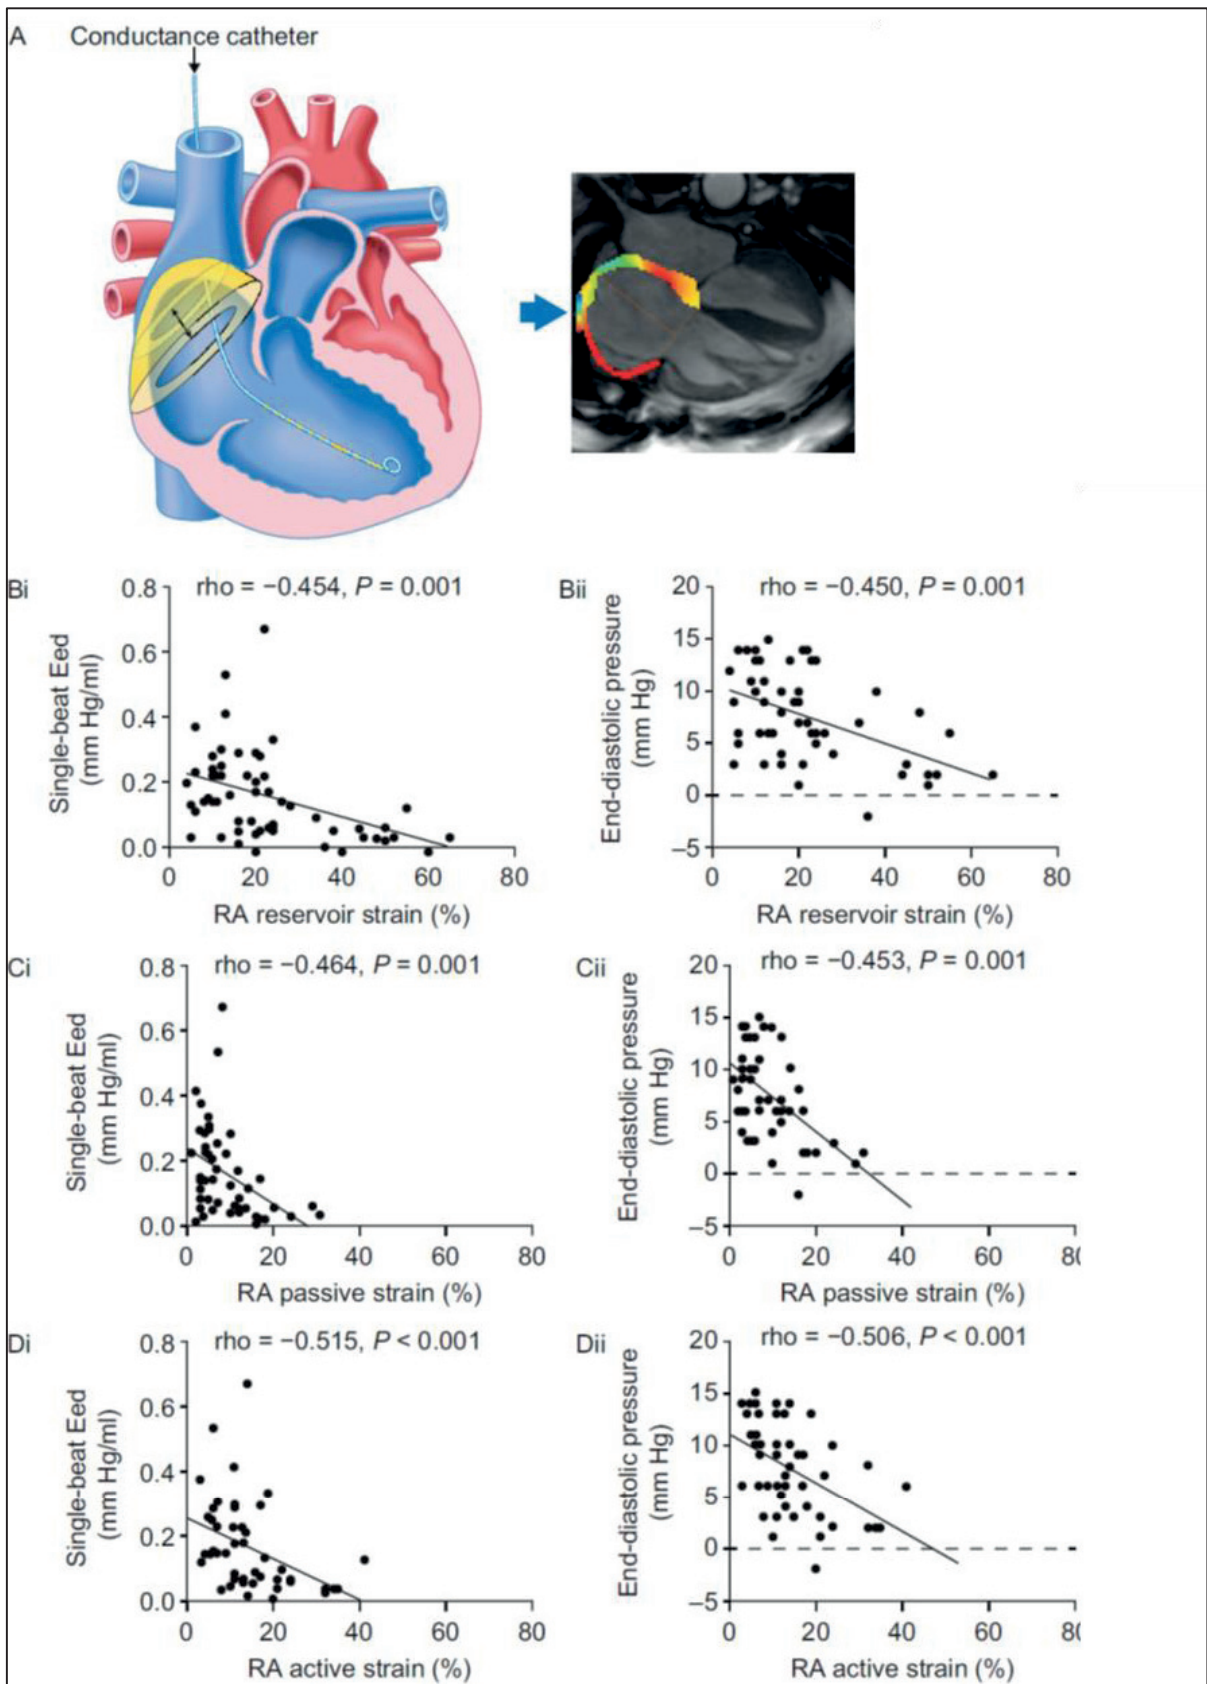 A Conductance catheter
Bi
rho = −0.454, P = 0.001
Single-beat Eed
(mm Hg/ml)
0.8
0.6
0.4
0.2
0.0
0 20 40 60 80
RA reservoir strain (%)
Bii
rho = −0.450, P = 0.001
End-diastolic pressure
(mm Hg)
20
15
10
5
0
−5
0 20 40 60 80
RA reservoir strain (%)
Ci
rho = −0.464, P = 0.001
Single-beat Eed
(mm Hg/ml)
0.8
0.6
0.4
0.2
0.0
0 20 40 60 80
RA passive strain (%)
Cii
rho = −0.453, P = 0.001
End-diastolic pressure
(mm Hg)
20
15
10
5
0
−5
0 20 40 60 80
RA passive strain (%)
Di
rho = −0.515, P < 0.001
Single-beat Eed
(mm Hg/ml)
0.8
0.6
0.4
0.2
0.0
0 20 40 60 80
RA active strain (%)
Dii
rho = −0.506, P < 0.001
End-diastolic pressure
(mm Hg)
20
15
10
5
0
−5
0 20 40 60 80
RA active strain (%)